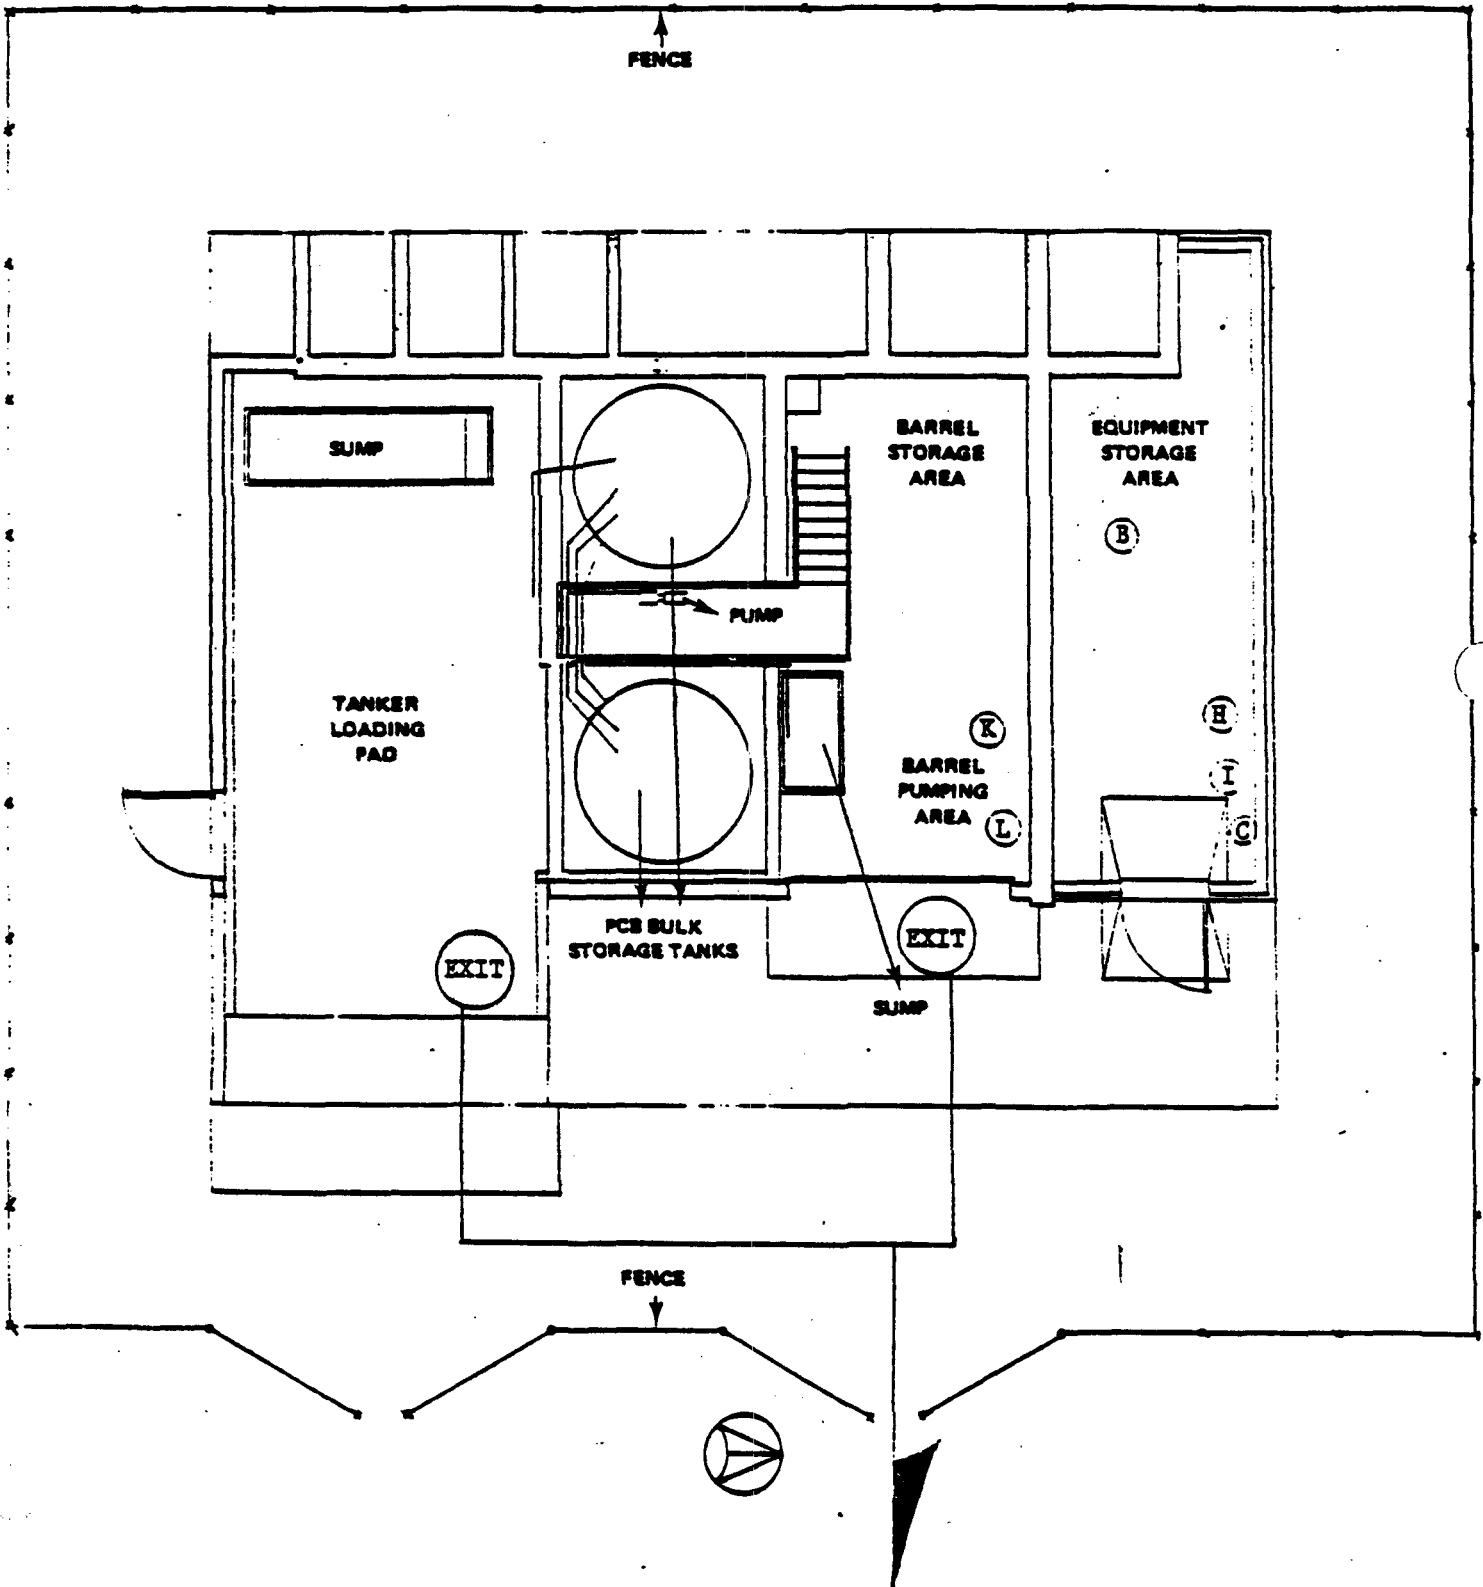 FENCE
SUMP
BARREL
STORAGE
AREA
EQUIPMENT
STORAGE
AREA
B
PUMP
TANKER
LOADING
PAD
K
H
BARREL
PUMPING
AREA
I
L
C
PCB BULK
STORAGE TANKS
EXIT
EXIT
SUMP
FENCE